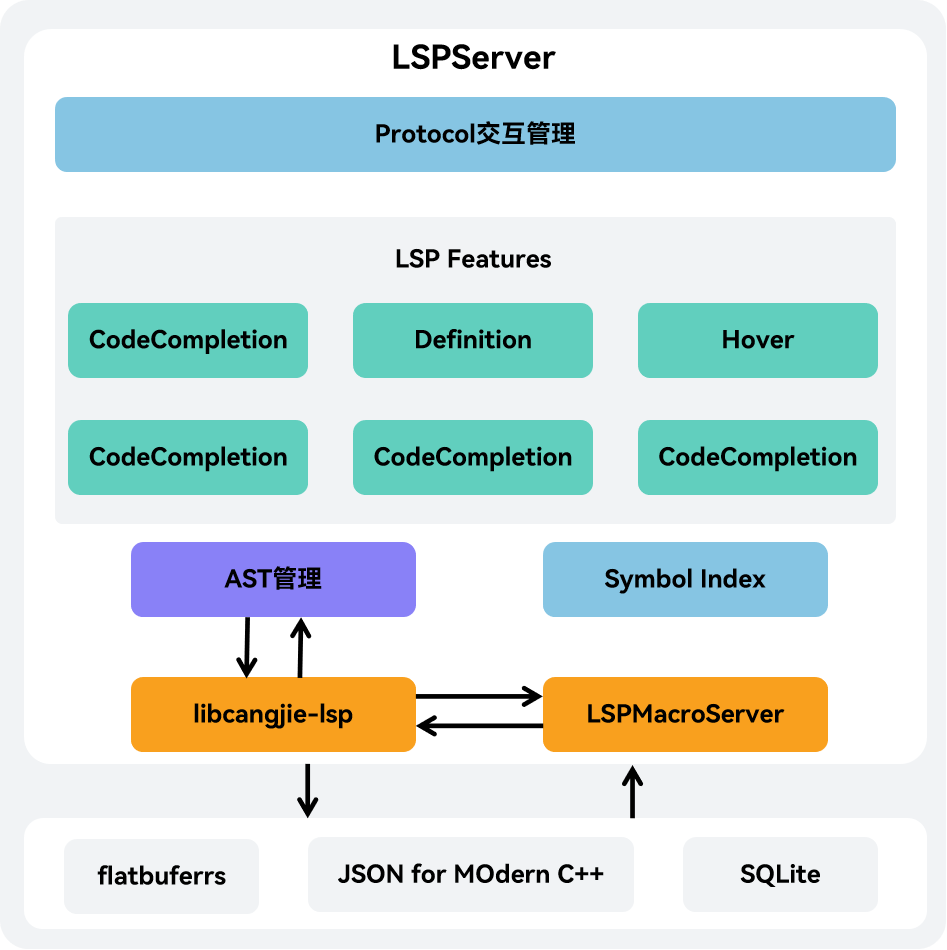 LSPServer
Protocol交互管理
LSP Features
CodeCompletion
Definition
Hover
CodeCompletion
CodeCompletion
CodeCompletion
AST管理
Symbol Index
libcangjie-lsp
LSPMacroServer
flatbuferrs
JSON for MOdern C++
SQLite